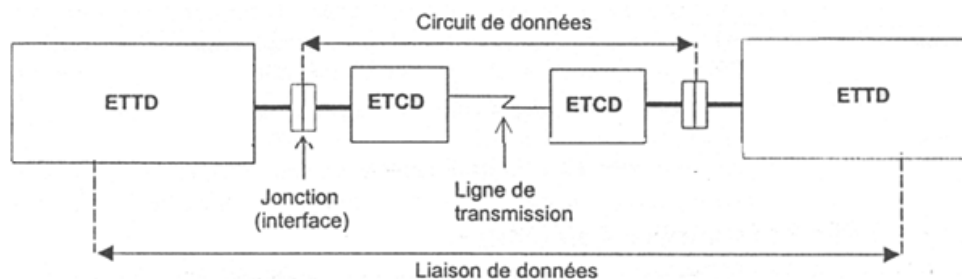 Circuit de données
ETTD
ETCD
ETCD
ETTD
Jonction
(interface)
Ligne de
transmission
Liaison de données